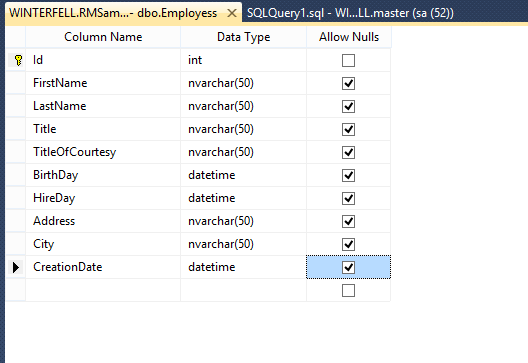 WINTERFELL.RMSam...- dbo.Employess SQLQuery1.sql - WI...LL.master (sa (52))
Column Name Data Type Allow Nulls
Id int
FirstName nvarchar(50)
LastName nvarchar(50)
Title nvarchar(50)
TitleOfCourtesy nvarchar(50)
BirthDay datetime
HireDay datetime
Address nvarchar(50)
City nvarchar(50)
CreationDate datetime